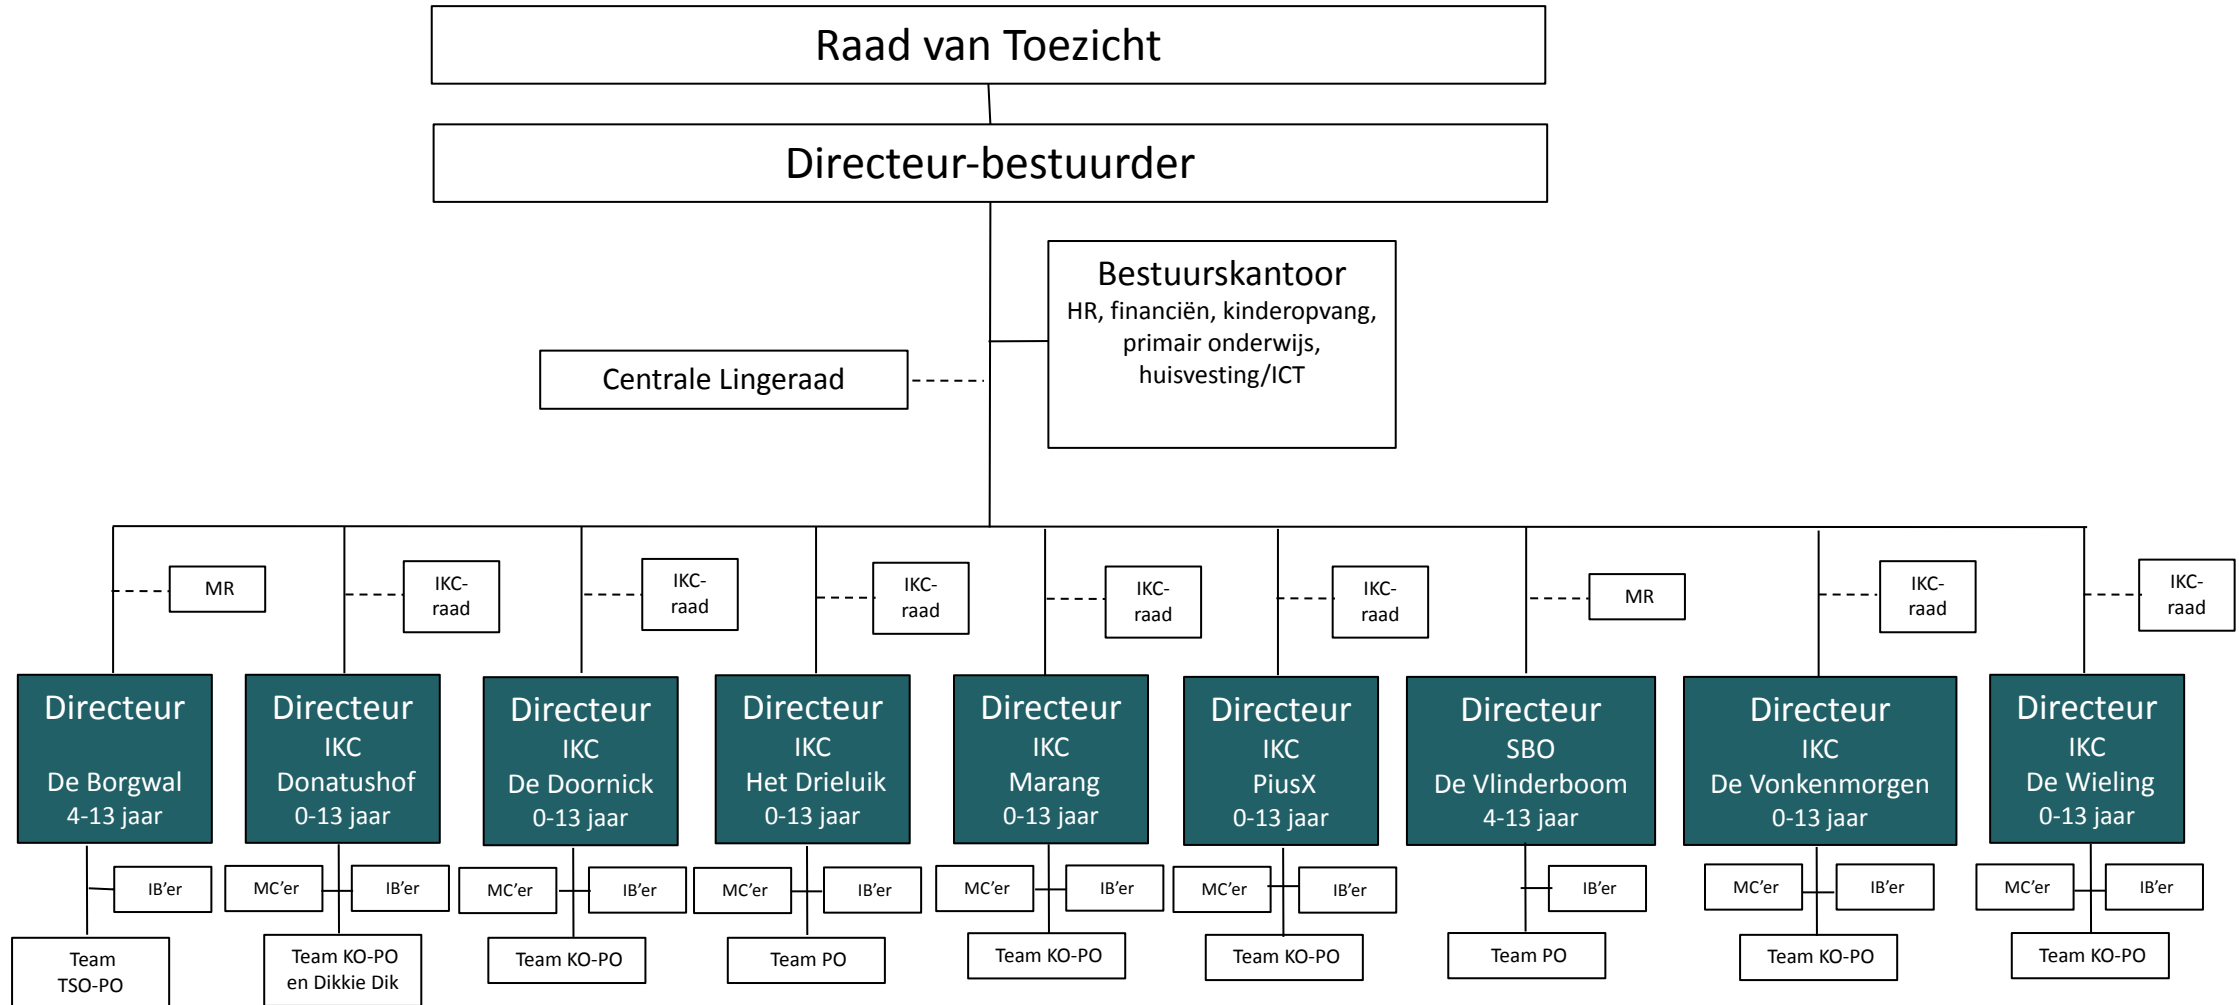 Raad van Toezicht
Directeur-bestuurder
Bestuurskantoor
HR, financiën, kinderopvang,
primair onderwijs,
huisvesting/ICT
Centrale Lingeraad
MR
IKC-
raad
IKC-
raad
IKC-
raad
IKC-
raad
IKC-
raad
MR
IKC-
raad
IKC-
raad
Directeur
De Borgwal
4-13 jaar
Directeur
IKC
Donatushof
0-13 jaar
Directeur
IKC
De Doornick
0-13 jaar
Directeur
IKC
Het Drieluik
0-13 jaar
Directeur
IKC
Marang
0-13 jaar
Directeur
IKC
PiusX
0-13 jaar
Directeur
SBO
De Vlinderboom
4-13 jaar
Directeur
IKC
De Vonkenmorgen
0-13 jaar
Directeur
IKC
De Wieling
0-13 jaar
IB’er
MC’er
IB’er
MC’er
IB’er
MC’er
IB’er
MC’er
IB’er
MC’er
IB’er
IB’er
MC’er
IB’er
MC’er
IB’er
Team
TSO-PO
Team KO-PO
en Dikkie Dik
Team KO-PO
Team PO
Team KO-PO
Team KO-PO
Team PO
Team KO-PO
Team KO-PO